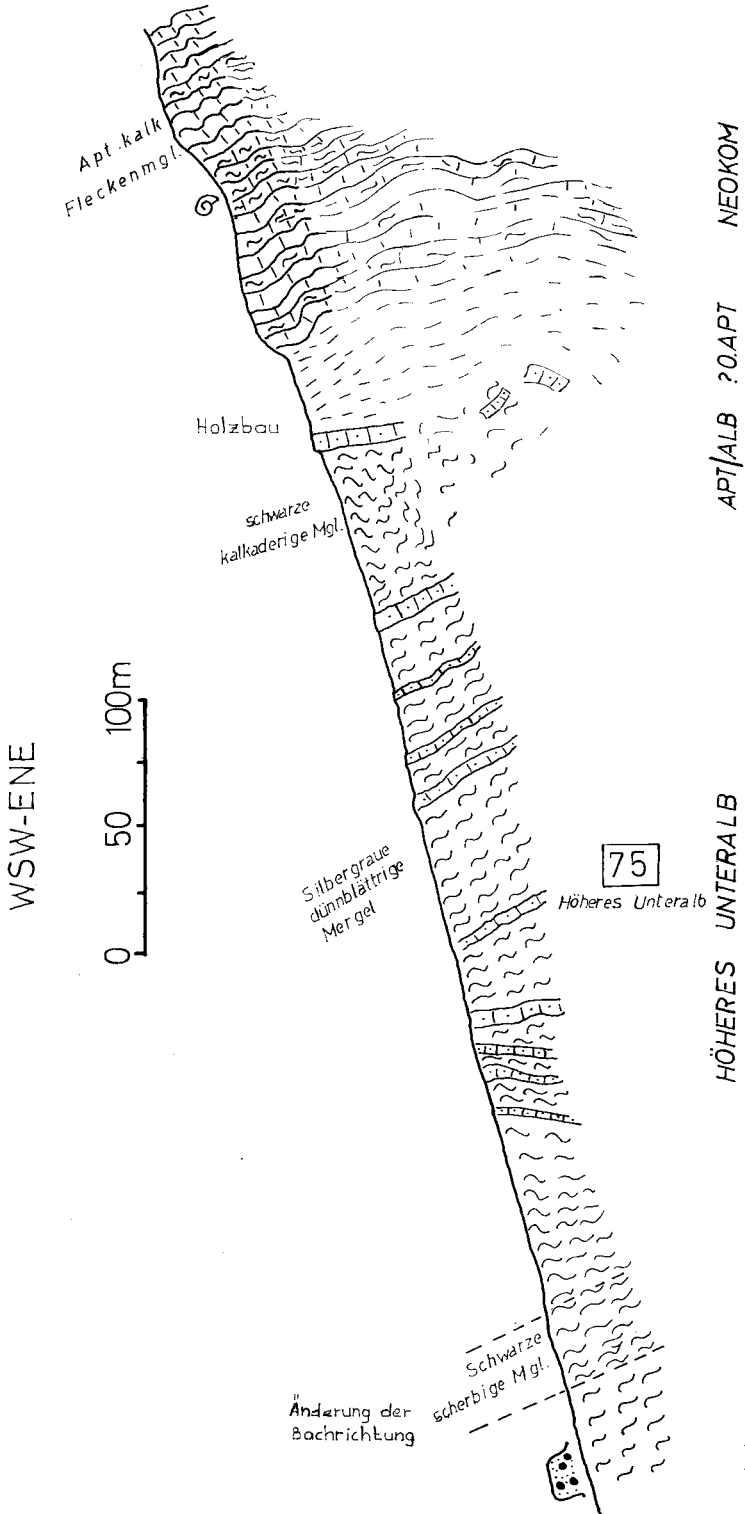 Apt.kalk
Fleckenmgl.
NEOKOM
?O.APT
APT/ALB
Holzbau
schwarze
kalkaderige Mgl.
WSW-ENE
100m
50
0
Silbergraue
dünnblättrige
Mergel
75
Höheres Unteralb
HÖHERES UNTERALB
Schwarze
scherbige Mgl.
Änderung der
Bachrichtung